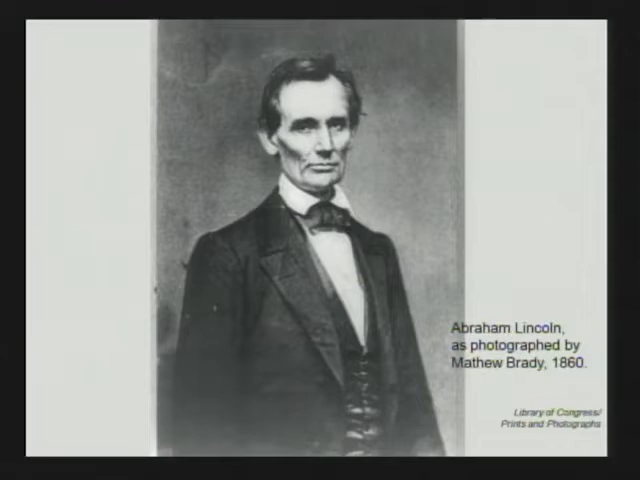 Abraham Lincoln,
as photographed by
Mathew Brady, 1860.
Library of Congress/
Prints and Photographs